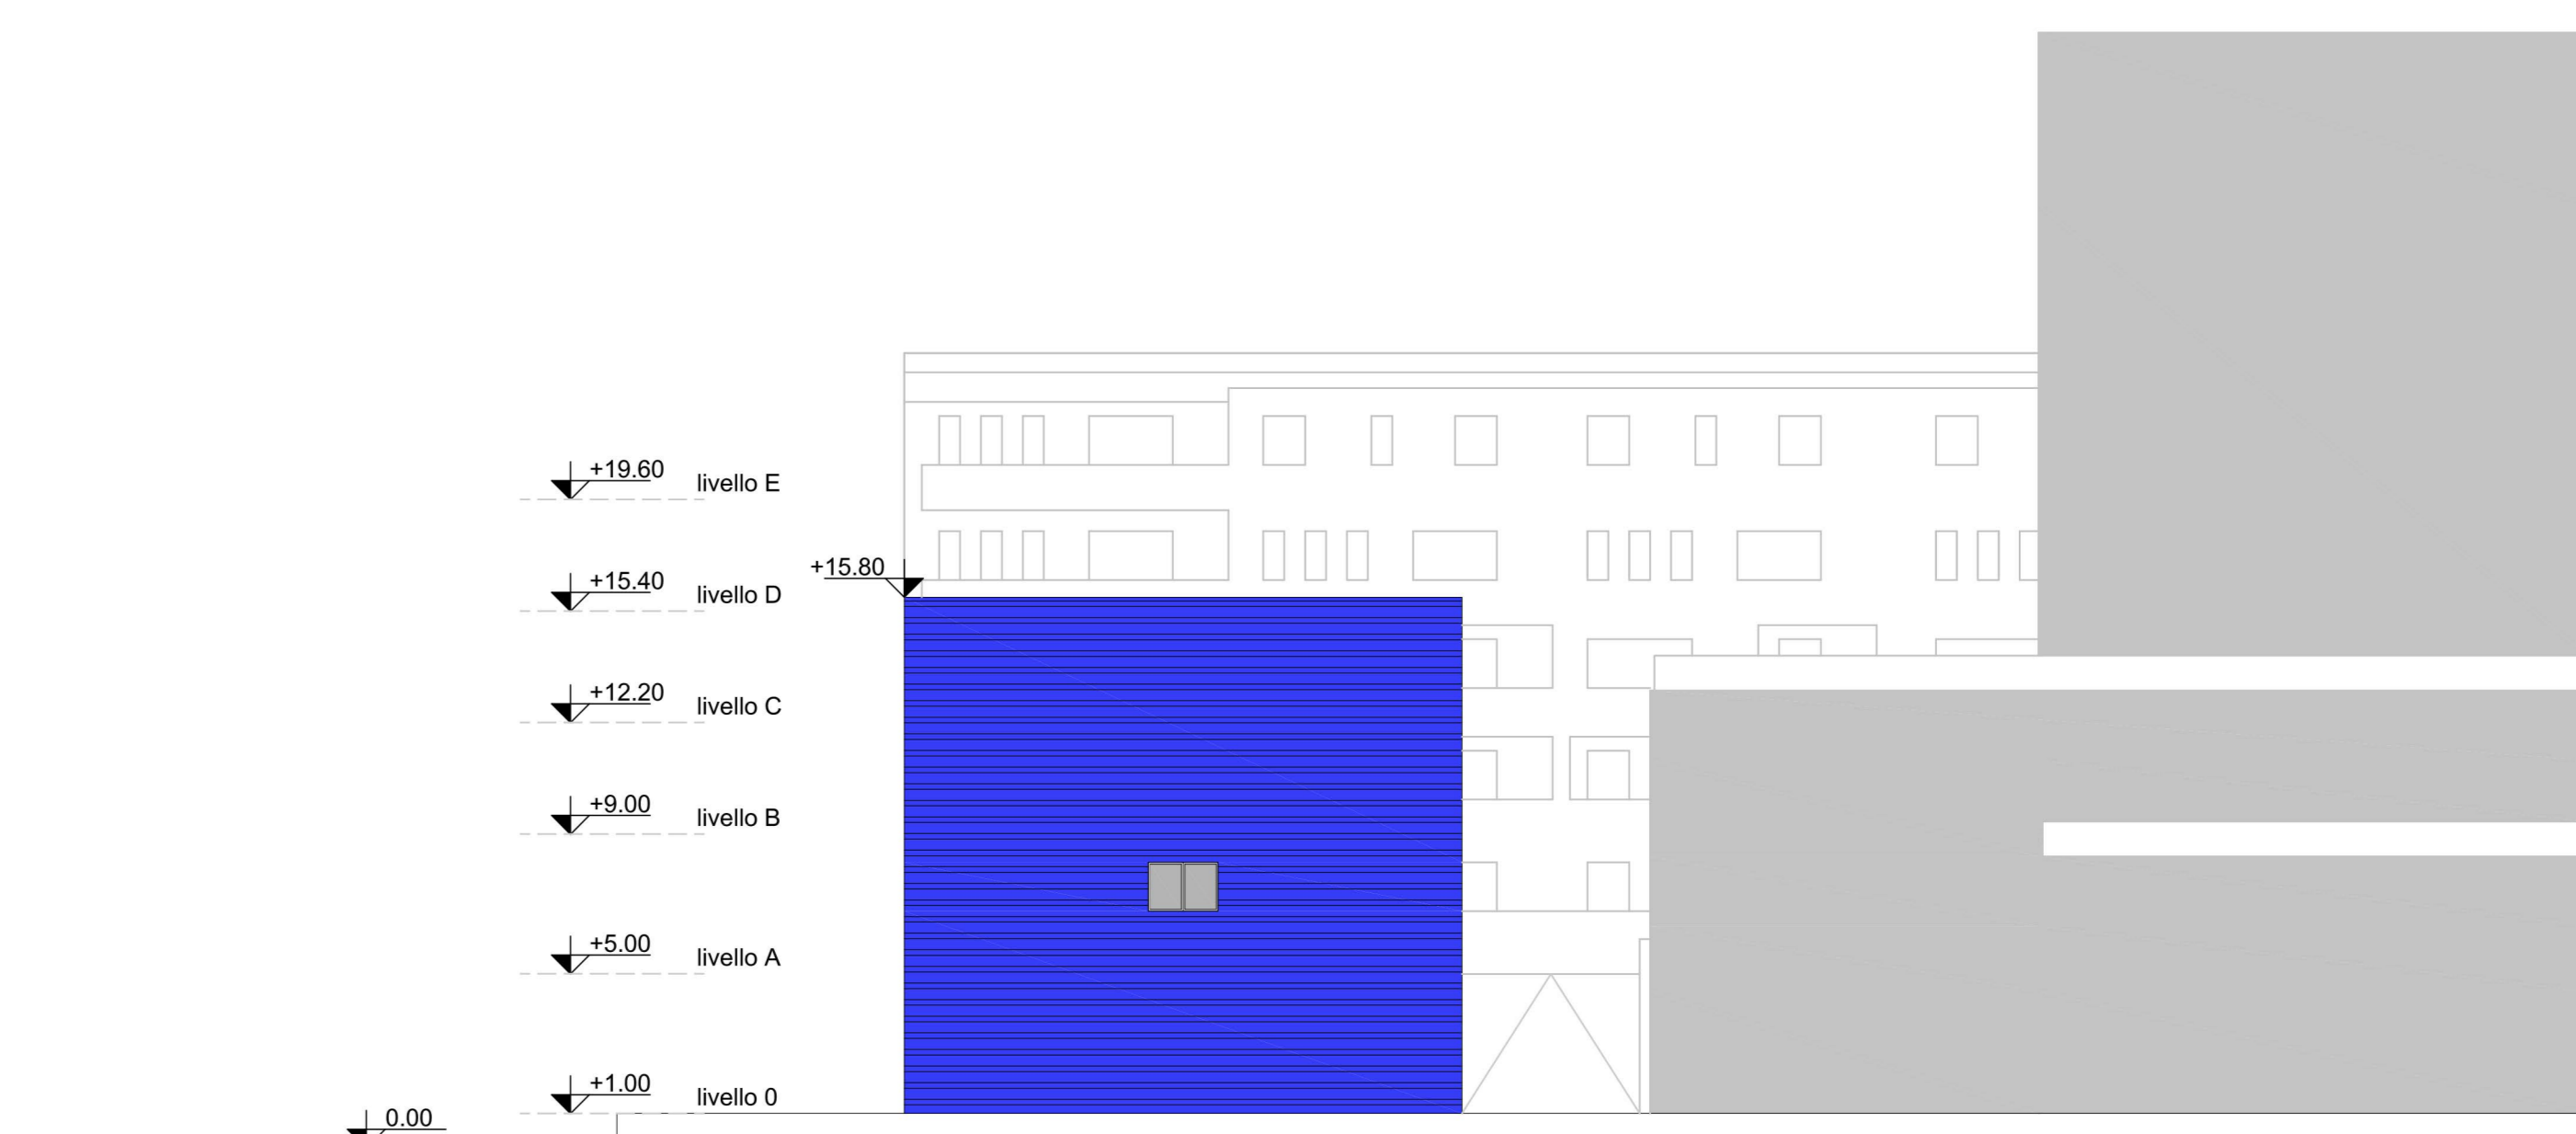 +19.60 livello E
+15.80
+15.40 livello D
+12.20 livello C
+9.00 livello B
+5.00 livello A
+1.00 livello 0
0.00